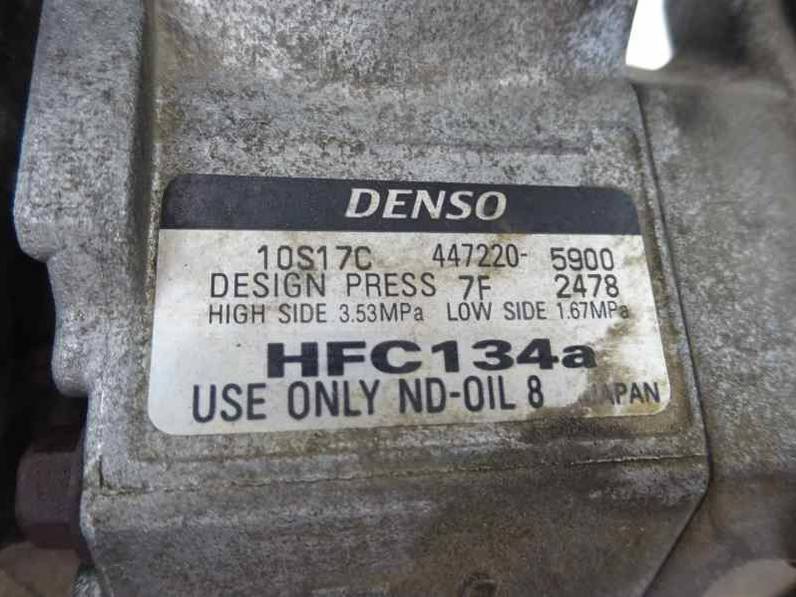 DENSO
10S17C 447220- 5900
DESIGN PRESS 7F 2478
HIGH SIDE 3.53MPa LOW SIDE 1.67MPa
HFC134a
USE ONLY ND-OIL 8 JAPAN